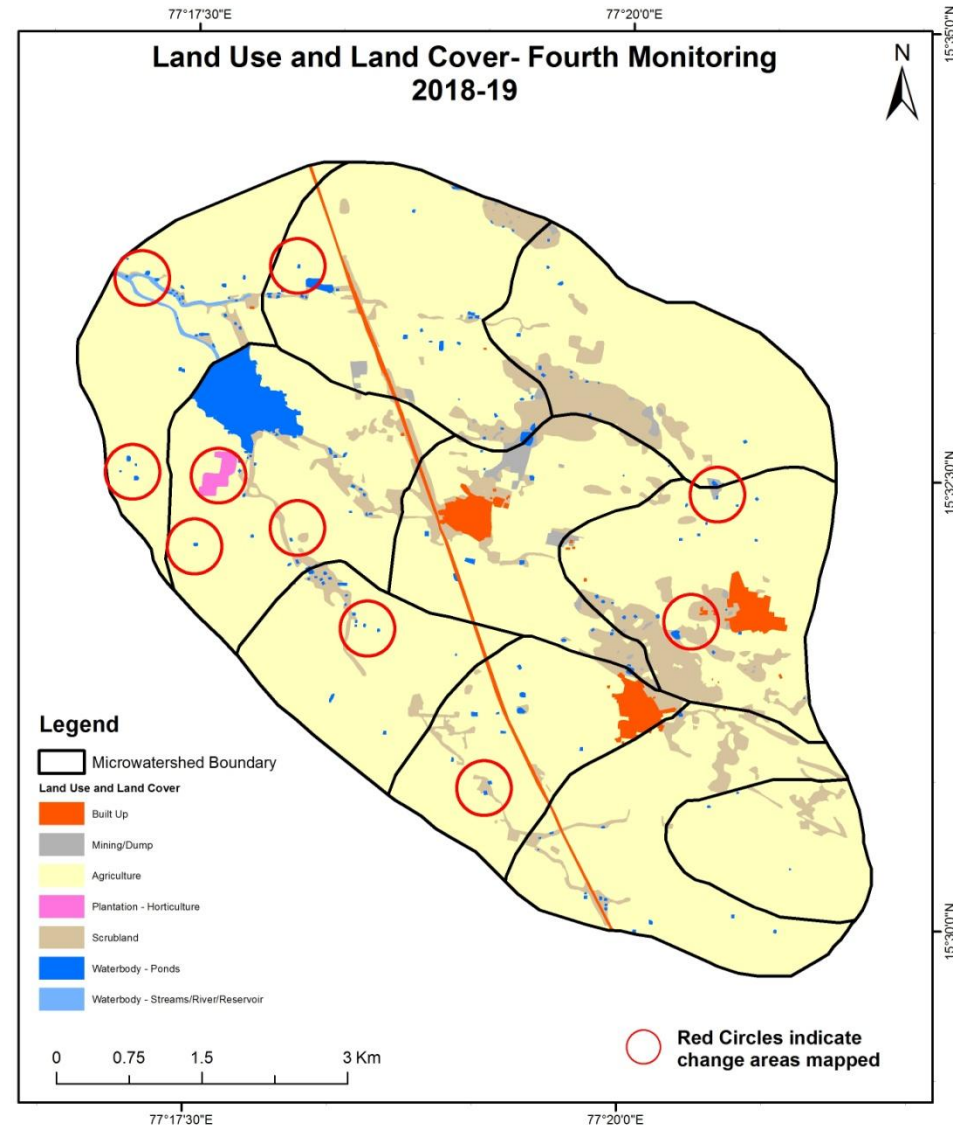 77°17'30"E
77°20'0"E
15°35'0"N
Land Use and Land Cover- Fourth Monitoring
2018-19
N
15°32'30"N
Legend
Microwatershed Boundary
Land Use and Land Cover
Built Up
Mining/Dump
Agriculture
Plantation - Horticulture
Scrubland
Waterbody - Ponds
Waterbody - Streams/River/Reservoir
15°30'0"N
0 0.75 1.5 3 Km
Red Circles indicate
change areas mapped
77°17'30"E
77°20'0"E